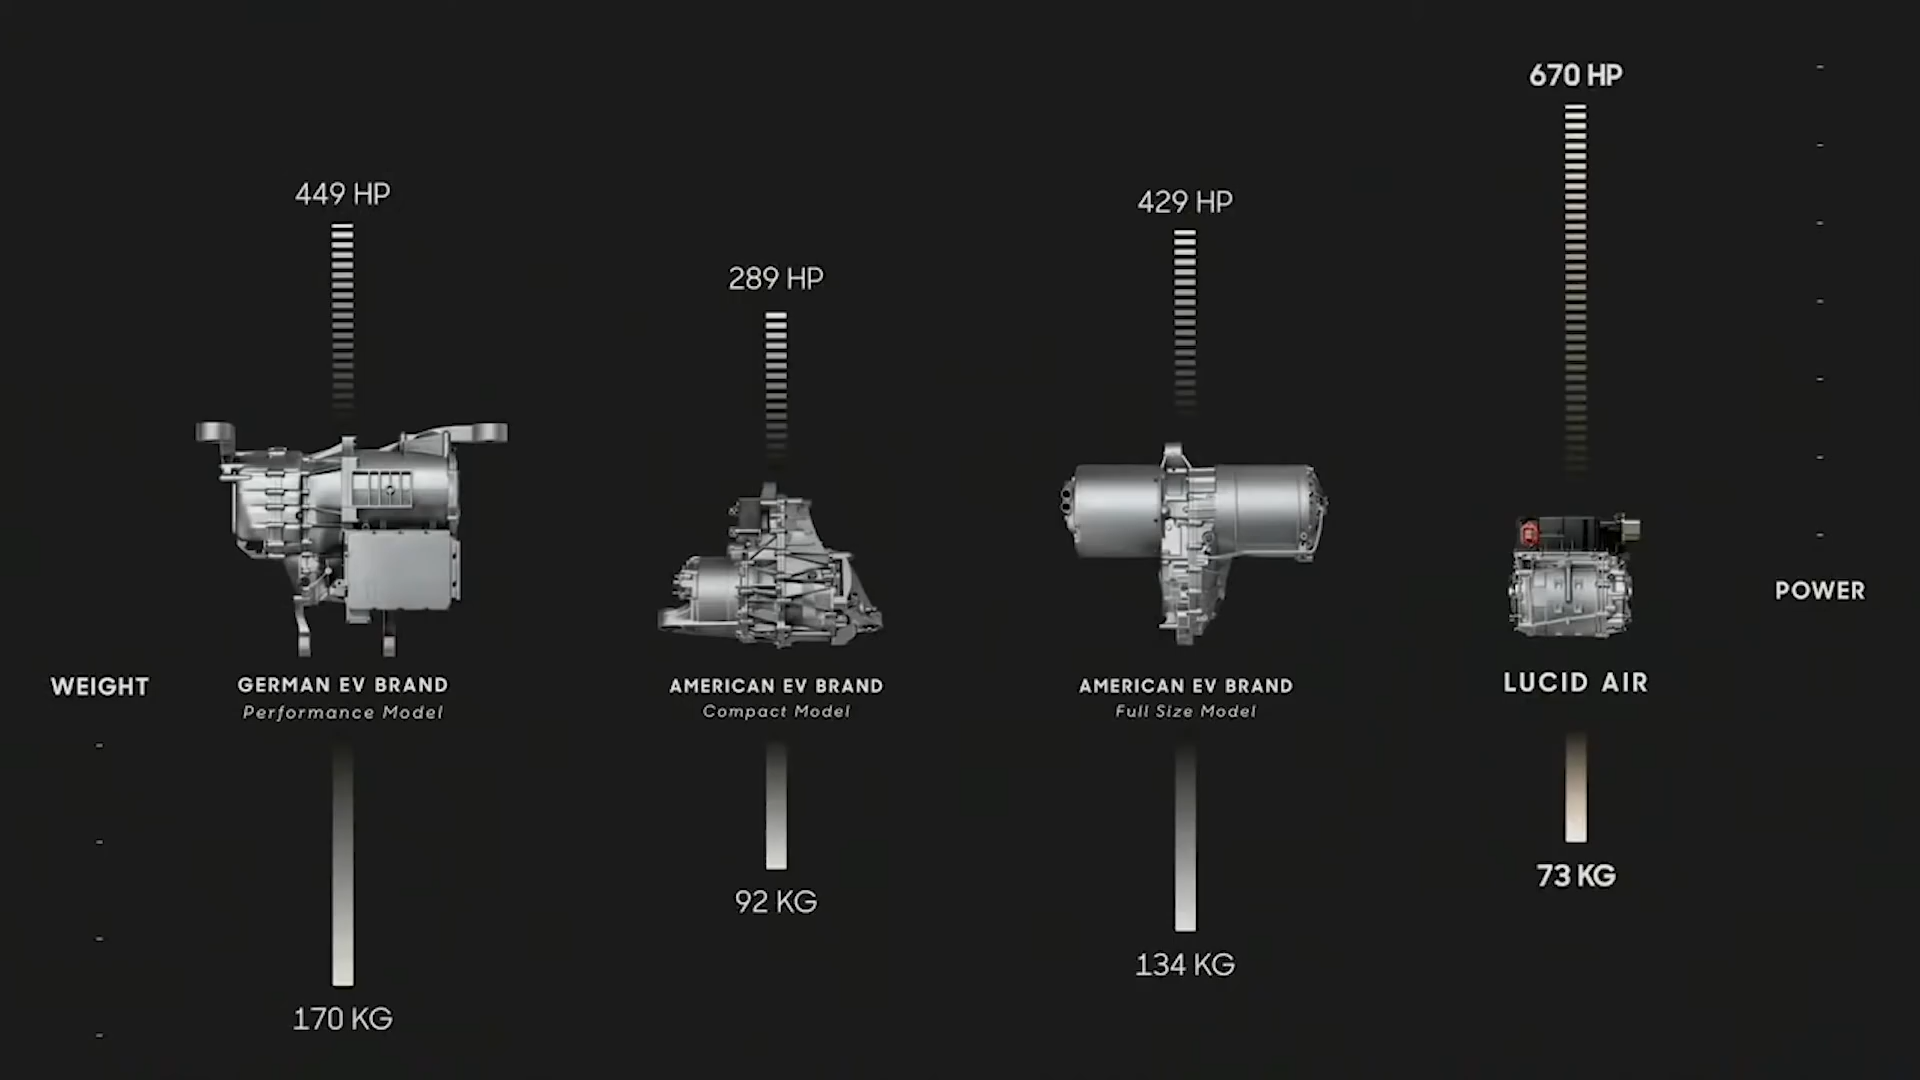 670 HP
449 HP
429 HP
289 HP
POWER
WEIGHT
GERMAN EV BRAND
Performance Model
AMERICAN EV BRAND
Compact Model
AMERICAN EV BRAND
Full Size Model
LUCID AIR
73 KG
92 KG
134 KG
170 KG